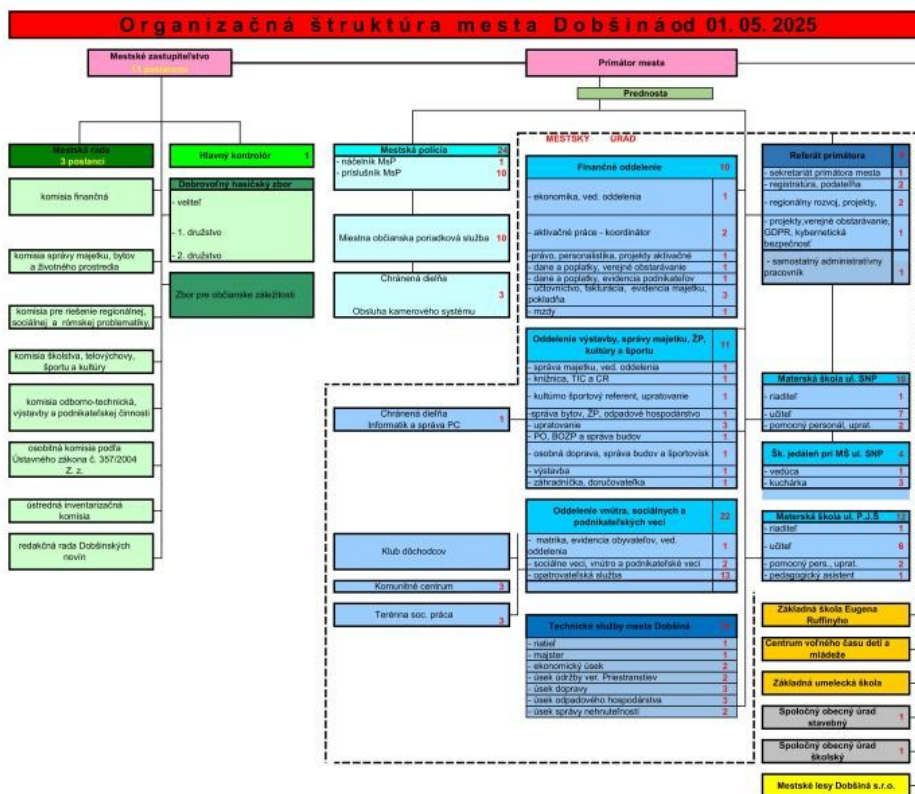 Organizačná štruktúra mesta Dobšiná od 01. 05. 2025
Mestské zastupiteľstvo
11 poslancov
Primátor mesta
Prednosta
MESTSKÝ ÚRAD
Mestská rada
3 poslanci
komisia finančná
komisia správy majetku, bytov
a životného prostredia
komisia pre riešenie regionálnej,
sociálnej a rómskej problematiky,
komisia školstva, telovýchovy,
športu a kultúry
komisia odborno-technická,
výstavby a podnikateľskej činnosti
osobitná komisia podľa
Ústavného zákona č. 357/2004
Z. z.
ústredná inventarizačná
komisia
redakčná rada Dobšinských
novín
Hlavný kontrolór 1
Dobrovoľný hasičský zbor
- veliteľ
- 1. družstvo
- 2. družstvo
Zbor pre občianske záležitosti
Mestská polícia 24
- náčelník MsP 1
- príslušník MsP 10
Miestna občianska poriadková služba 10
Chránená dieľňa
3
Obsluha kamerového systému
Chránená dieľňa
Informatik a správa PC 1
Klub dôchodcov
Komunitné centrum 3
Terénna soc. práca 3
Finančné oddelenie 10
- ekonomika, ved. oddelenia 1
- aktivačné práce - koordinátor 2
-právo, personalistika, projekty aktivačné 1
- dane a poplatky, verejné obstarávanie 1
- dane a poplatky, evidencia podnikateľov 1
- účtovníctvo, fakturácia, evidencia majetku,
pokladňa 3
- mzdy 1
Oddelenie výstavby, správy majetku, ŽP,
kultúry a športu 11
- správa majetku, ved. oddelenia 1
- knižnica, TIC a CR 1
- kultúrno športový referent, upratovanie 1
-správa bytov, ŽP, odpadové hospodárstvo 1
- upratovanie 3
- PO, BOZP a správa budov 1
- osobná doprava, správa budov a športovísk 1
- výstavba 1
- záhradníčka, doručovateľka 1
Oddelenie vnútra, sociálnych a
podnikateľských vecí 22
- matrika, evidencia obyvateľov, ved.
oddelenia 1
- sociálne veci, vnútro a podnikateľské veci 2
- opatrovateľská služba 13
Technické služby mesta Dobšiná
- riatieľ 1
- majster 1
- ekonomický úsek 2
- úsek údržby ver. Priestranstiev 2
- úsek dopravy 3
- úsek odpadového hospodárstva 3
- úsek správy nehnuteľností 2
Referát primátora
- sekretariát primátora mesta 1
- registratúra, podateľňa 2
- regionálny rozvoj, projekty, 2
- projekty,verejné obstarávanie,
GDPR, kybernetická
bezpečnosť 1
- samostatný administratívny
pracovník 1
Materská škola ul. SNP 10
- riaditeľ 1
- učiteľ 7
- pomocný personál, uprat. 2
Šk. jedáleň pri MŠ ul. SNP 4
- vedúca 1
- kuchárka 3
Materská škola ul. P.J.Š 12
- riaditeľ 1
- učiteľ 6
- pomocný pers., uprat. 2
- pedagogický asistent 1
Základná škola Eugena
Ruffínyho
Centrum voľného času detí a
mládeže
Základná umelecká škola
Spoločný obecný úrad
stavebný 1
Spoločný obecný úrad
školský 1
Mestské lesy Dobšiná s.r.o.